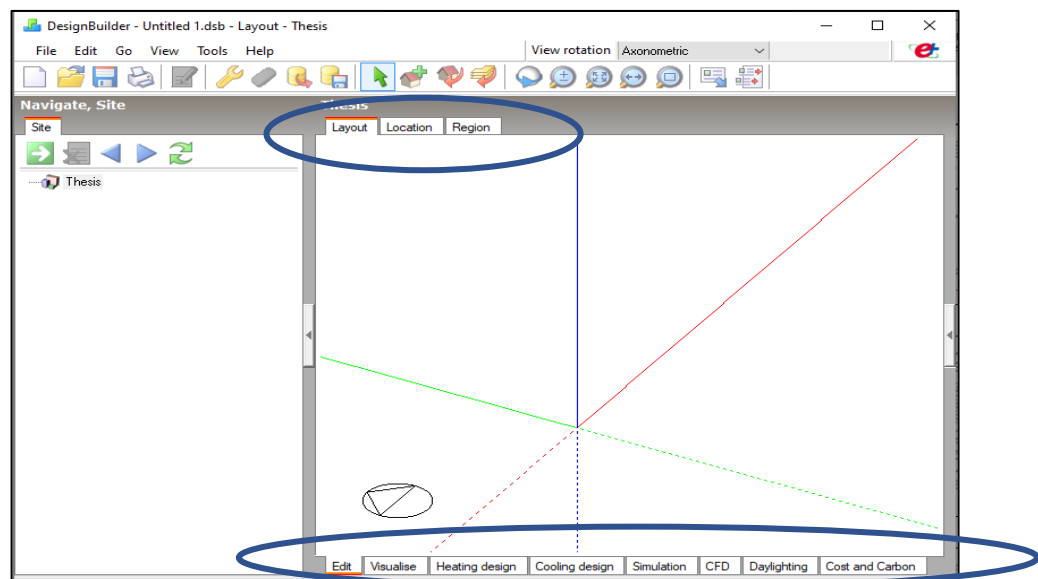 DesignBuilder - Untitled 1.dsb - Layout - Thesis
File Edit Go View Tools Help View rotation Axonometric
Navigate, Site Thesis
Site Layout Location Region
Thesis
Edit Visualise Heating design Cooling design Simulation CFD Daylighting Cost and Carbon